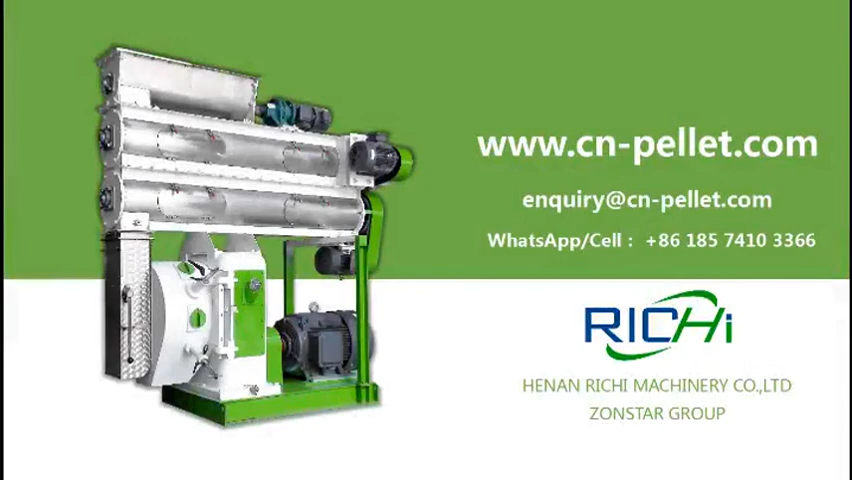 www.cn-pellet.com
enquiry@cn-pellet.com
WhatsApp/Cell： +86 185 7410 3366
RICHi
HENAN RICHI MACHINERY CO.,LTD
ZONSTAR GROUP